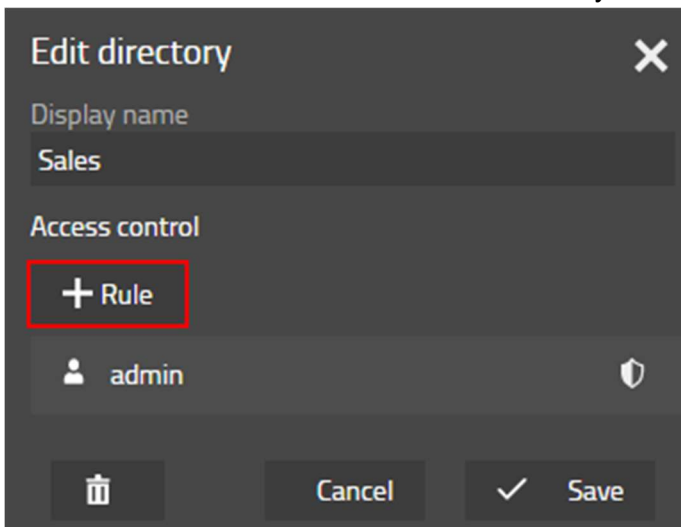 Edit directory
Display name
Sales
Access control
Rule
admin
Cancel Save